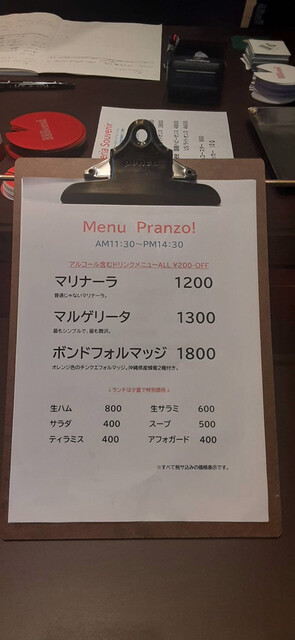 Menu Pranzo!
AM11:30～PM14:30
アルコール含むドリンクメニューALL ¥200-OFF
マリナーラ 1200
普通じゃないマリナーラ。
マルゲリータ 1300
最もシンプルで、最も贅沢。
ボンドフォルマッジ 1800
オレンジ色のチンクエフォルマッジ。沖縄県産蜂蜜2種付き。
↓ランチは少量で特別価格↓
生ハム 800 生サラミ 600
サラダ 400 スープ 500
ティラミス 400 アフォガード 400
※すべて税サ込みの価格表示です。